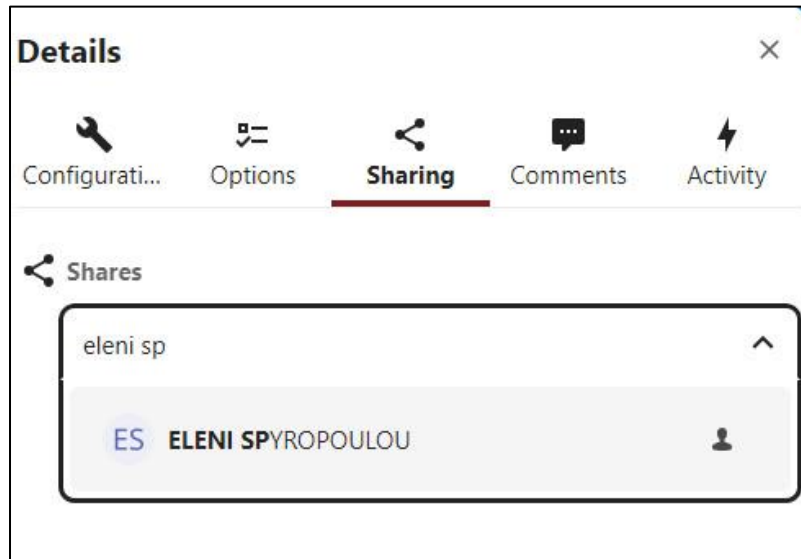 Details
Configurati... Options Sharing Comments Activity
Shares
eleni sp
ES ELENI SPYROPOULOU